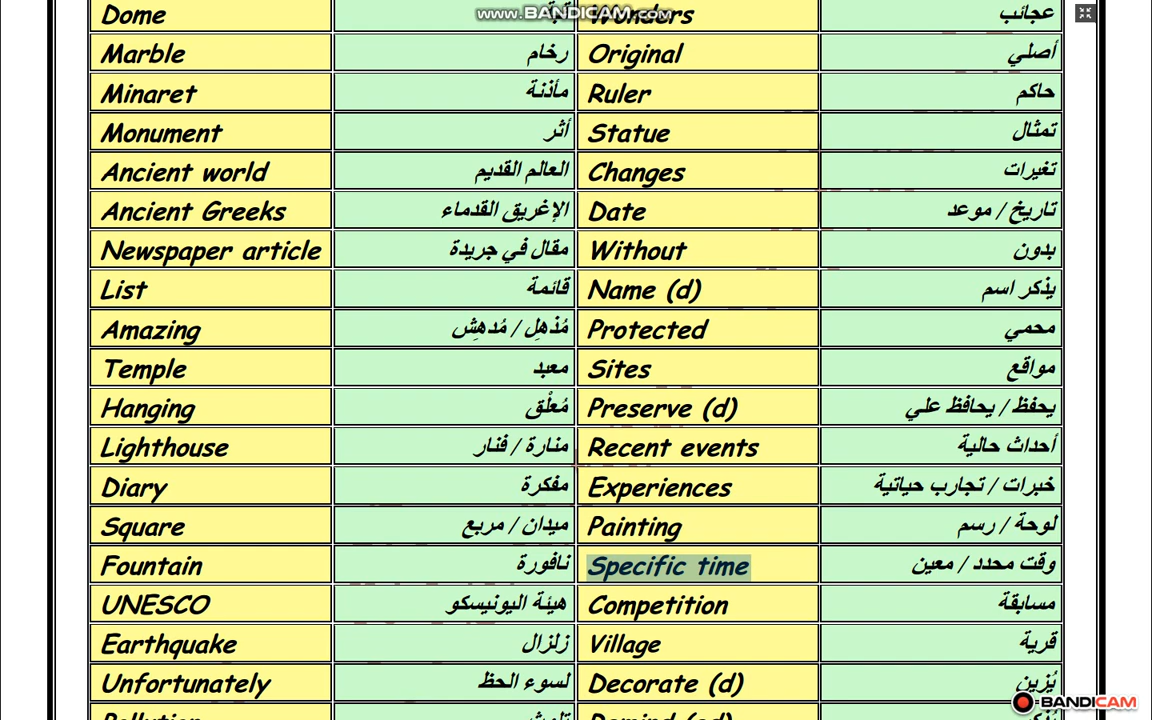 www.BANDICAM.com
Dome قبة Wonders عجائب
Marble رخام Original أصلي
Minaret مأذنة Ruler حاكم
Monument أثر Statue تمثال
Ancient world العالم القديم Changes تغيرات
Ancient Greeks الإغريق القدماء Date تاريخ / موعد
Newspaper article مقال في جريدة Without بدون
List قائمة Name (d) يذكر اسم
Amazing مُذهِل / مُدهِش Protected محمي
Temple معبد Sites مواقع
Hanging مُعلْق Preserve (d) يحفظ / يحافظ علي
Lighthouse منارة / فنار Recent events أحداث حالية
Diary مفكرة Experiences خبرات / تجارب حياتية
Square ميدان / مربع Painting لوحة / رسم
Fountain نافورة Specific time وقت محدد / معين
UNESCO هيئة اليونيسكو Competition مسابقة
Earthquake زلزال Village قرية
Unfortunately لسوء الحظ Decorate (d) يُزين
BANDICAM